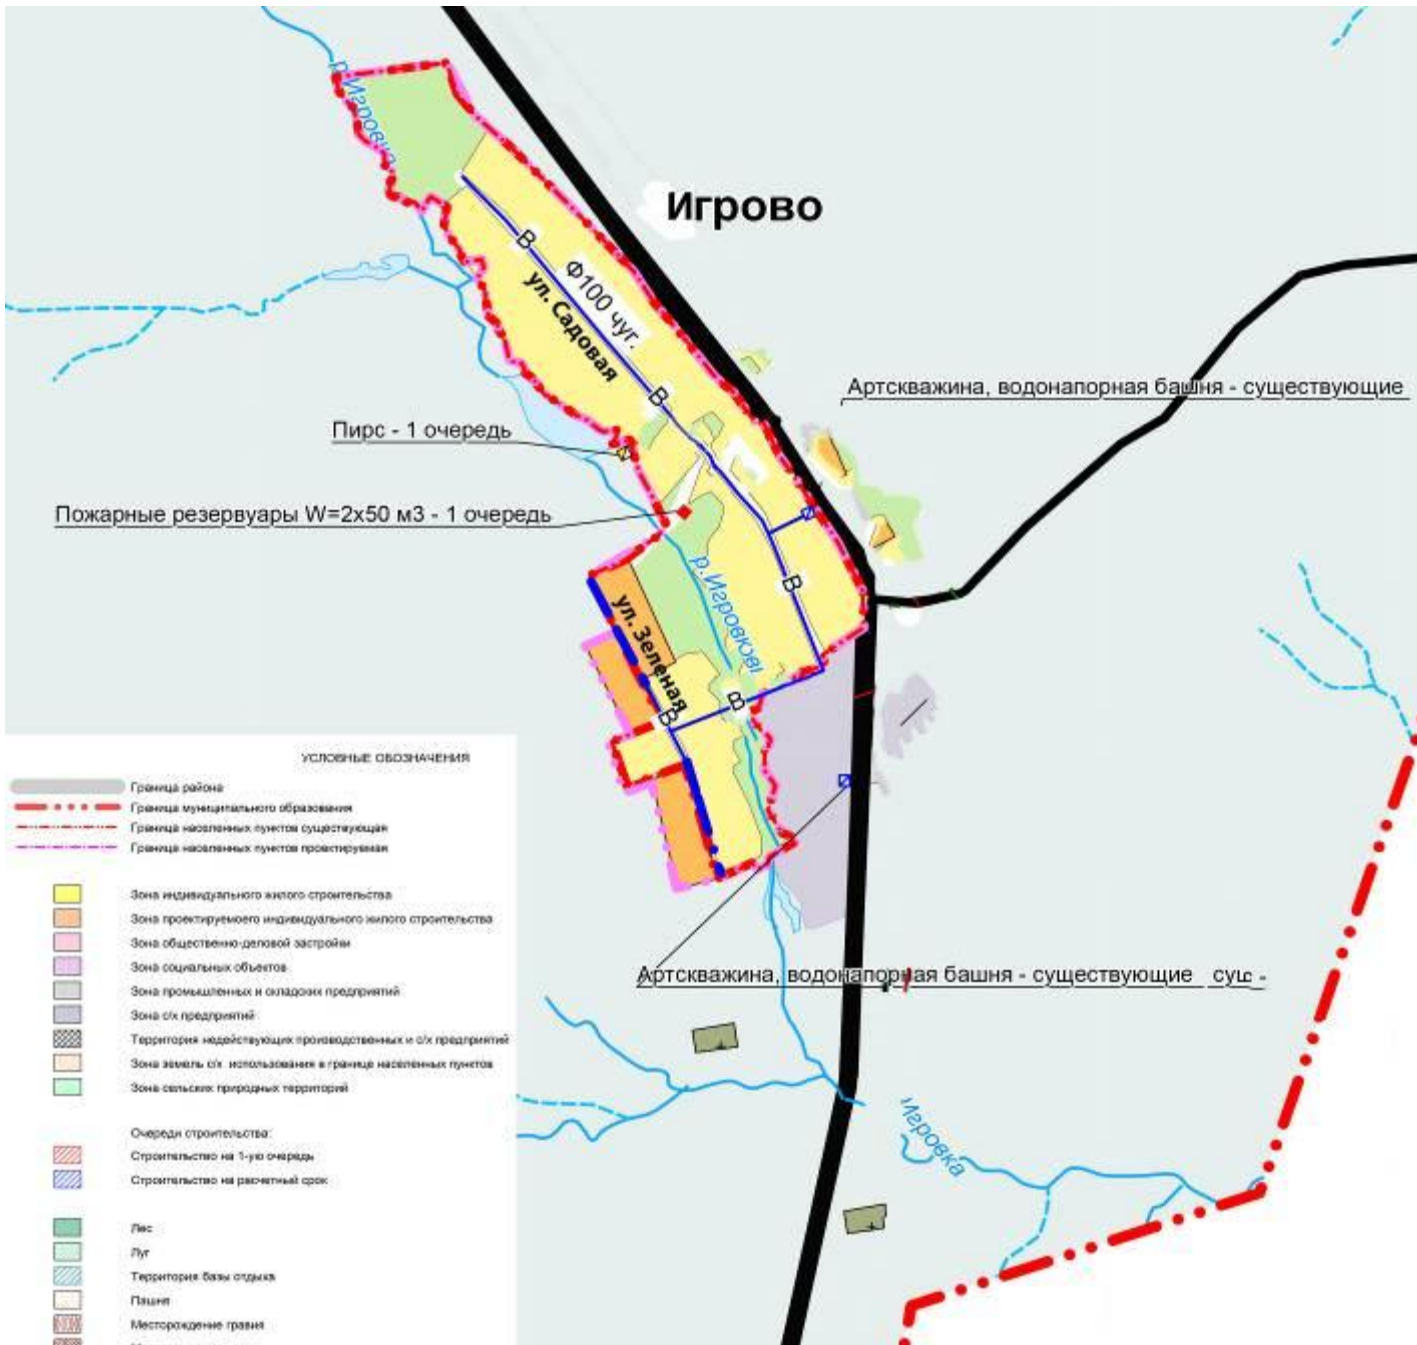 р.Игровка
Игрово
В
Ф100 чуг.
ул. Садовая
В
Артскважина, водонапорная башня - существующие
Пирс - 1 очередь
Пожарные резервуары W=2х50 м3 - 1 очередь
В
р.Игровка
ул. Зеленая
В
В
Артскважина, водонапорная башня - существующие
Игровка
УСЛОВНЫЕ ОБОЗНАЧЕНИЯ
Граница района
Граница муниципального образования
Граница населенных пунктов существующая
Граница населенных пунктов проектируемая
Зона индивидуального жилого строительства
Зона проектируемоего индивидуального жилого строительства
Зона общественно-деловой застройки
Зона социальных объектов
Зона промышленных и складских предприятий
Зона с/х предприятий
Территория недействующих производственных и с/х предприятий
Зона земель с/х использования в границе населенных пунктов
Зона сельских природных территорий
Очереди строительства:
Строительство на 1-ую очередь
Строительство на расчетный срок
Лес
Луг
Территория базы отдыха
Пашня
Месторождение гравия